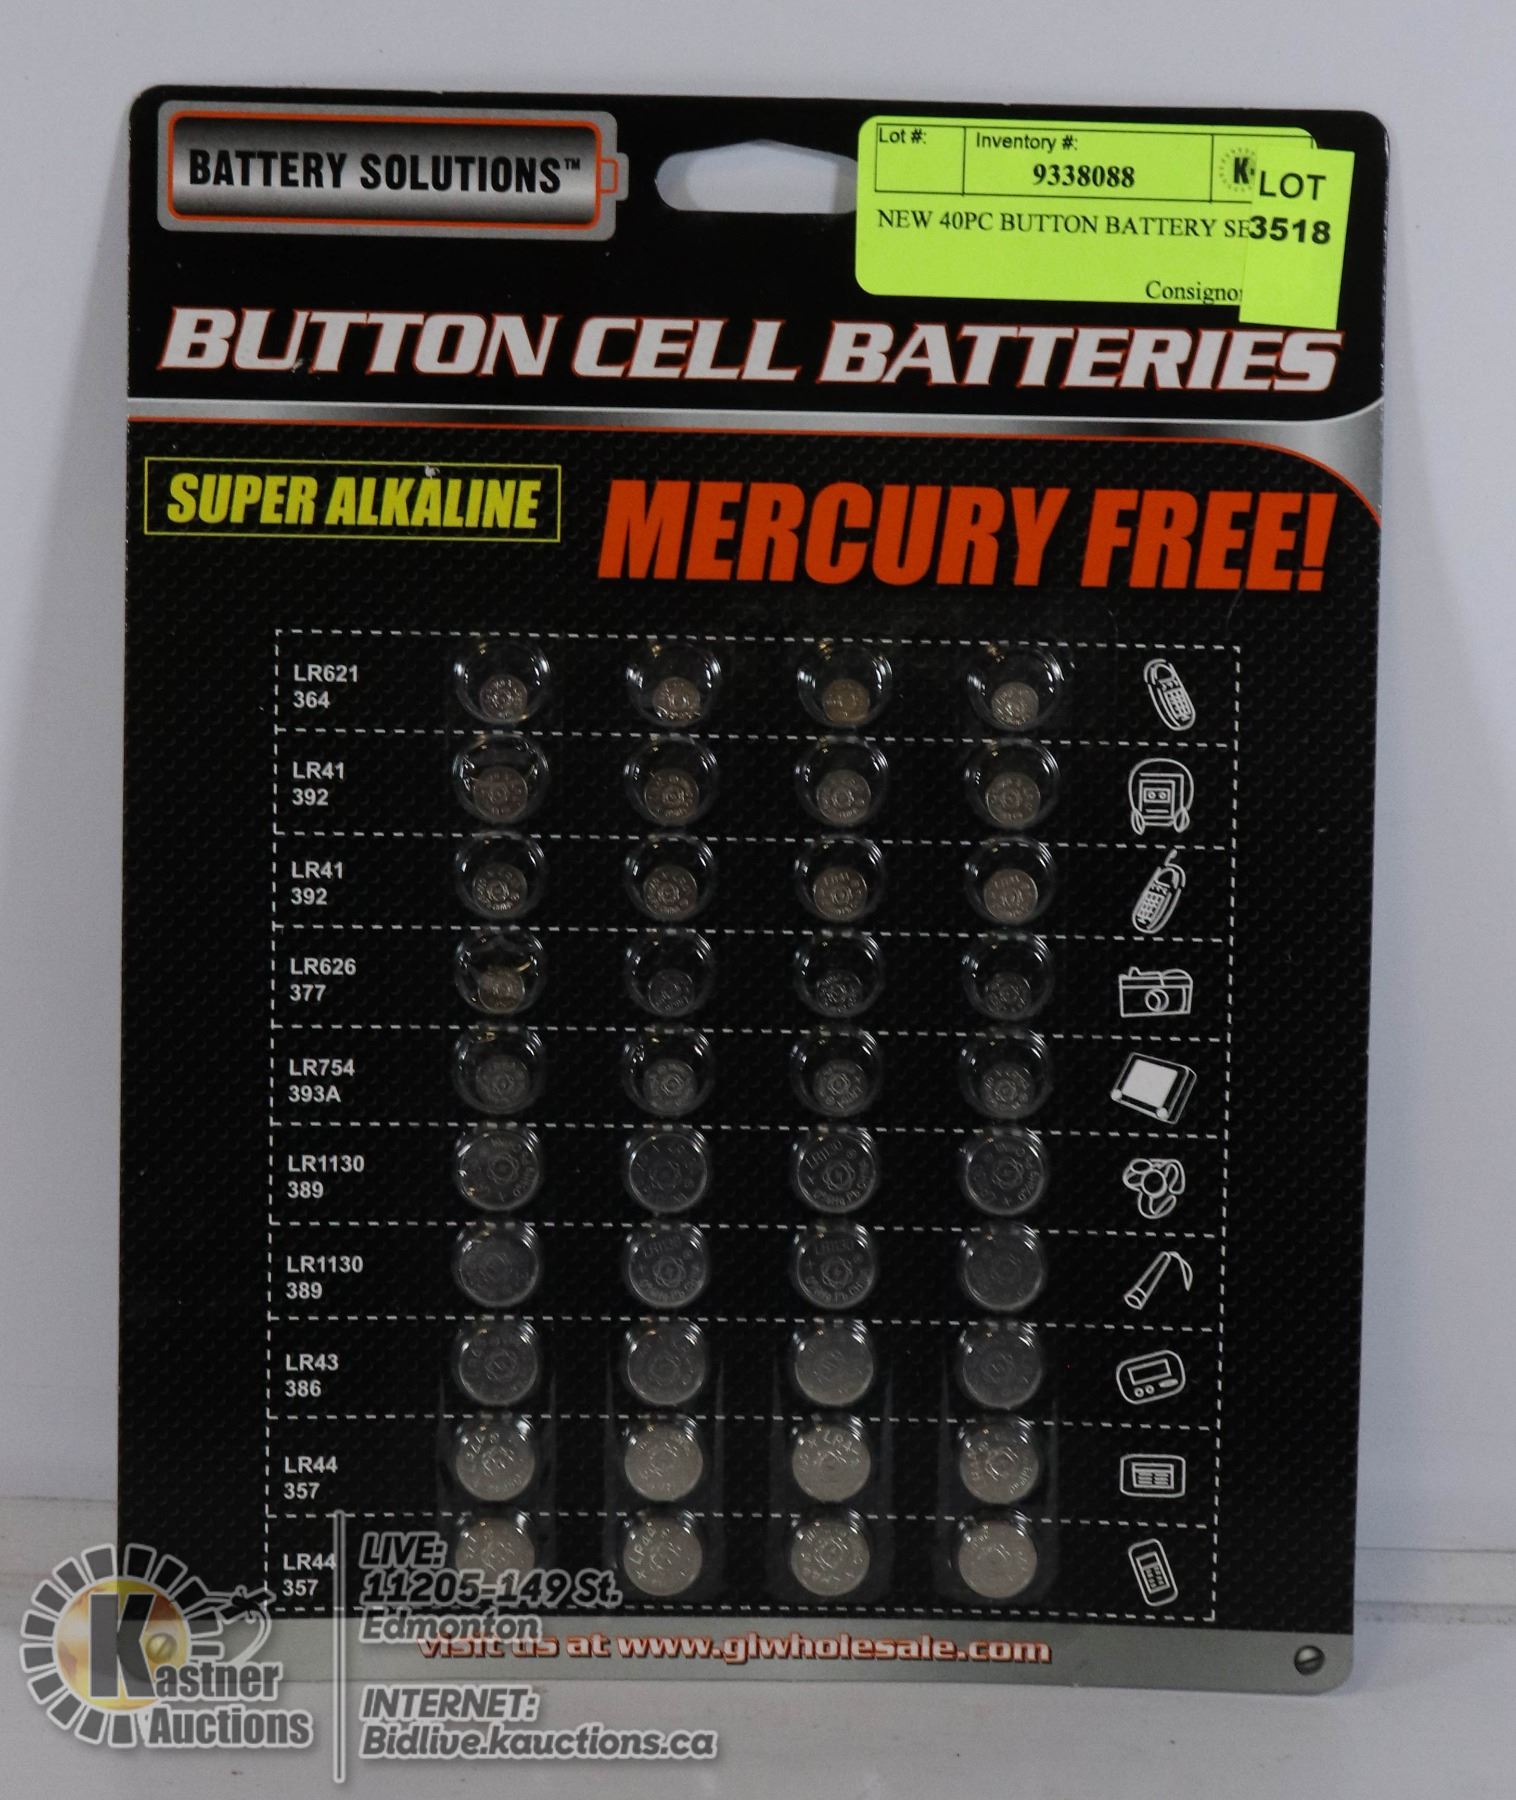 BATTERY SOLUTIONS™
Lot #:
Inventory #:
9338088
K
LOT
3518
NEW 40PC BUTTON BATTERY SE
Consignor
BUTTON CELL BATTERIES
SUPER ALKALINE
MERCURY FREE!
LR621
364
LR41
392
LR41
392
LR626
377
LR754
393A
LR1130
389
LR1130
389
LR43
386
LR44
357
LR44
357
visit us at www.glwholesale.com
Kastner
Auctions
LIVE:
11205-149 St.
Edmonton
INTERNET:
Bidlive.kauctions.ca